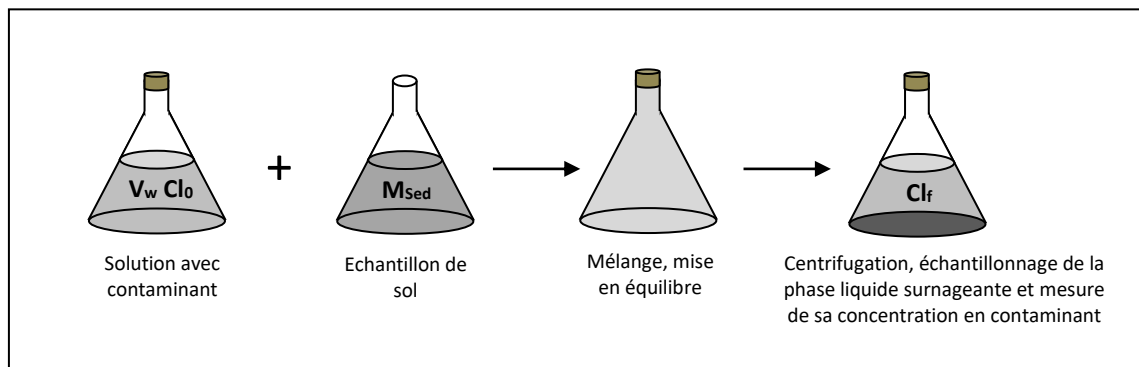 Vw Cl0
+
MSed
Clf
Solution avec
contaminant
Echantillon de
sol
Mélange, mise
en équilibre
Centrifugation, échantillonnage de la
phase liquide surnageante et mesure
de sa concentration en contaminant